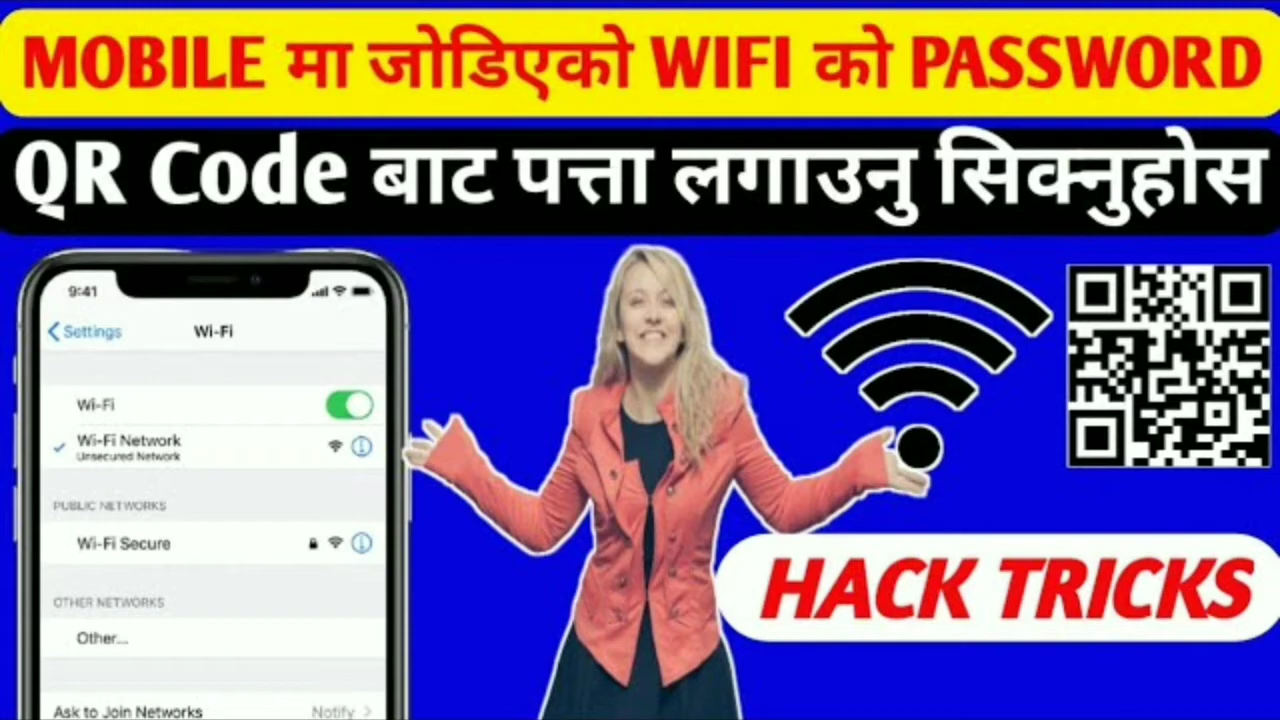 MOBILE मा जोडिएको WIFI को PASSWORD
QR Code बाट पत्ता लगाउनु सिक्नुहोस
9:41
Settings
Wi-Fi
Wi-Fi
Wi-Fi Network
Unsecured Network
PUBLIC NETWORKS
Wi-Fi Secure
OTHER NETWORKS
Other...
Ask to Join Networks Notify
HACK TRICKS